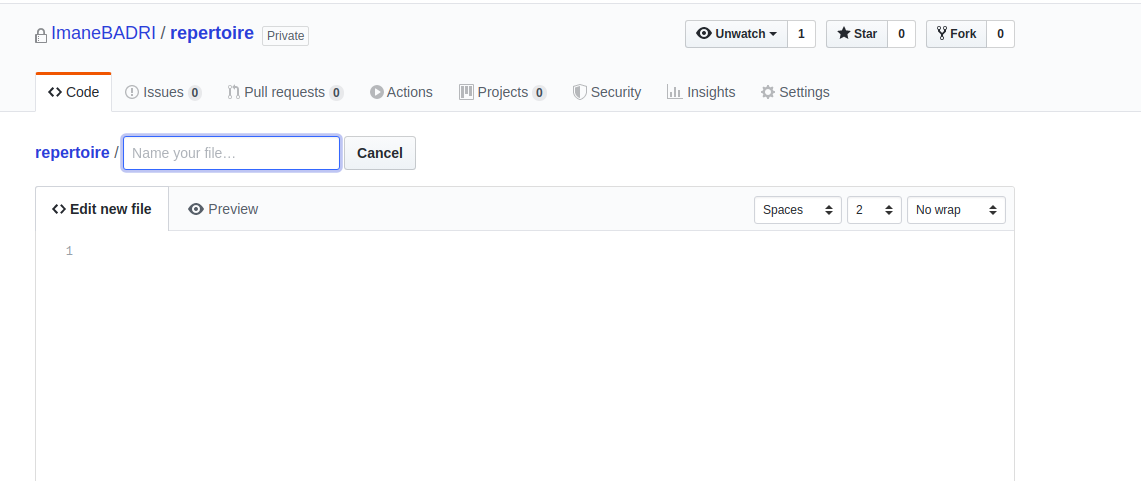 ImaneBADRI / repertoire Private Unwatch 1 Star 0 Fork 0
Code Issues 0 Pull requests 0 Actions Projects 0 Security Insights Settings
repertoire / Name your file... Cancel
Edit new file Preview Spaces 2 No wrap
1